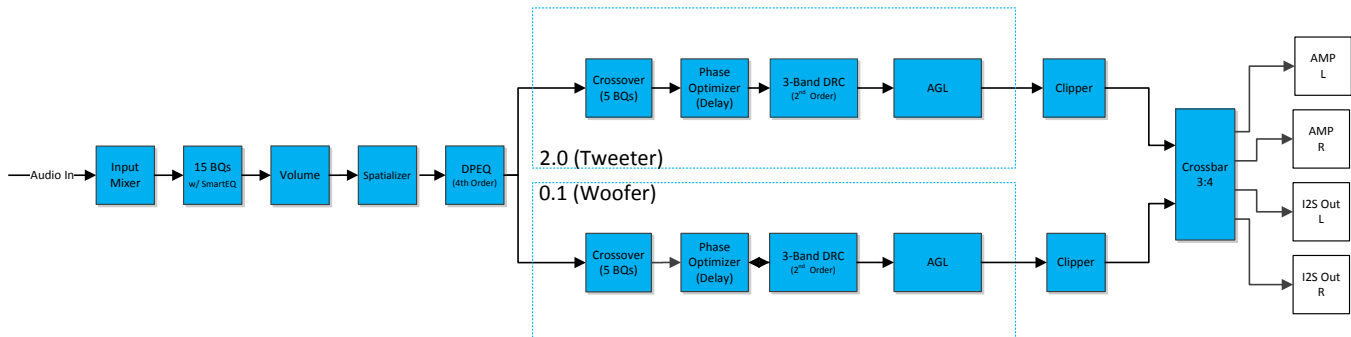 Audio In
Input
Mixer
15 BQs
w/ SmartEQ
Volume
Spatializer
DPEQ
(4th Order)
Crossover
(5 BQs)
Phase
Optimizer
(Delay)
3-Band DRC
(2nd Order)
AGL
2.0 (Tweeter)
Clipper
0.1 (Woofer)
Crossover
(5 BQs)
Phase
Optimizer
(Delay)
3-Band DRC
(2nd Order)
AGL
Clipper
Crossbar
3:4
AMP
L
AMP
R
I2S Out
L
I2S Out
R